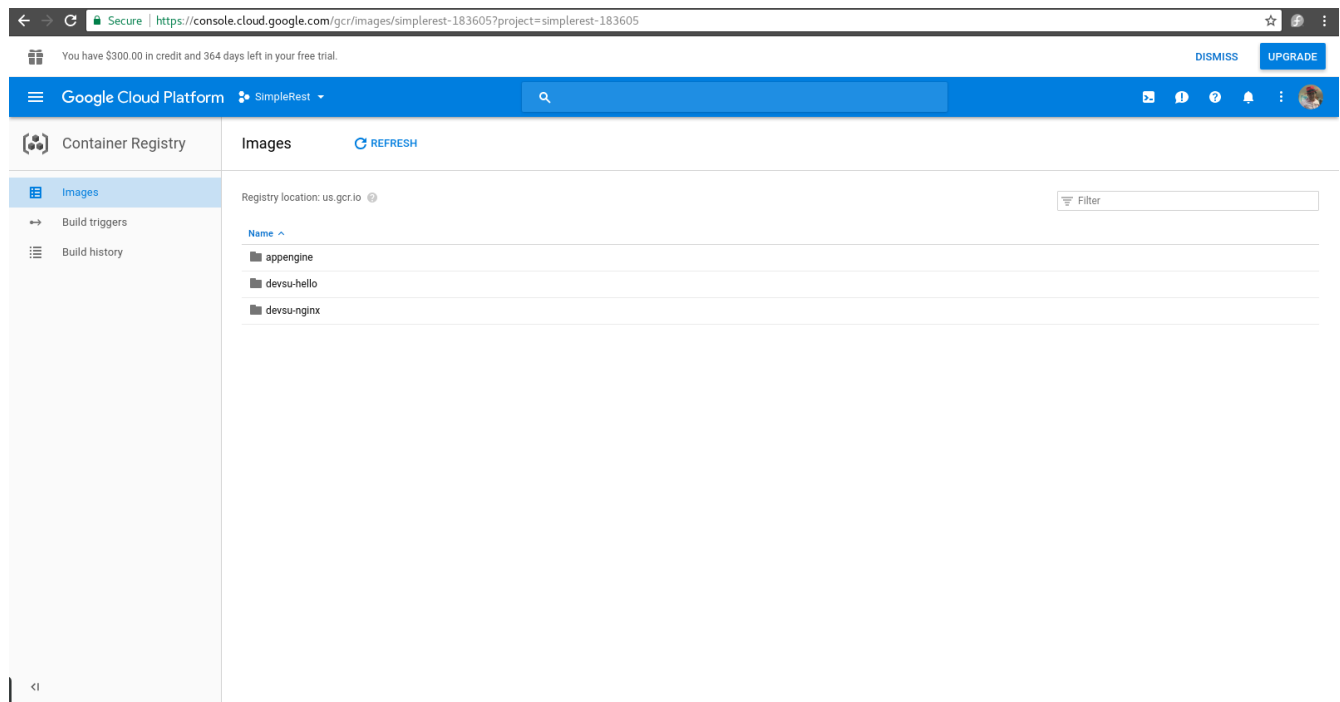 Secure | https://console.cloud.google.com/gcr/images/simplerest-183605?project=simplerest-183605
You have $300.00 in credit and 364 days left in your free trial.
DISMISS
UPGRADE
Google Cloud Platform
SimpleRest
Container Registry
Images
REFRESH
Images
Build triggers
Build history
Registry location: us.gcr.io
Filter
Name
appengine
devsu-hello
devsu-nginx